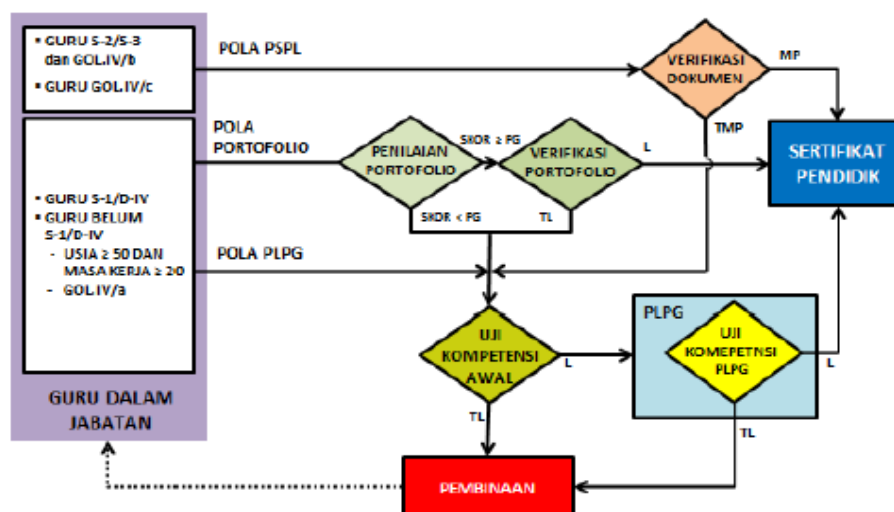 ▪ GURU S-2/S-3
dan GOL.IV/b
▪ GURU GOL.IV/c
POLA PSPL
VERIFIKASI
DOKUMEN
MP
TMP
POLA
PORTOFOLIO
PENILAIAN
PORTOFOLIO
SKOR ≥ PG
VERIFIKASI
PORTOFOLIO
L
SERTIFIKAT
PENDIDIK
▪ GURU S-1/D-IV
▪ GURU BELUM
S-1/D-IV
- USIA ≥ 50 DAN
MASA KERJA ≥ 20
- GOL.IV/a
SKOR < PG
TL
POLA PLPG
UJI
KOMPETENSI
AWAL
L
PLPG
UJI
KOMEPETNSI
PLPG
L
GURU DALAM
JABATAN
TL
TL
PEMBINAAN